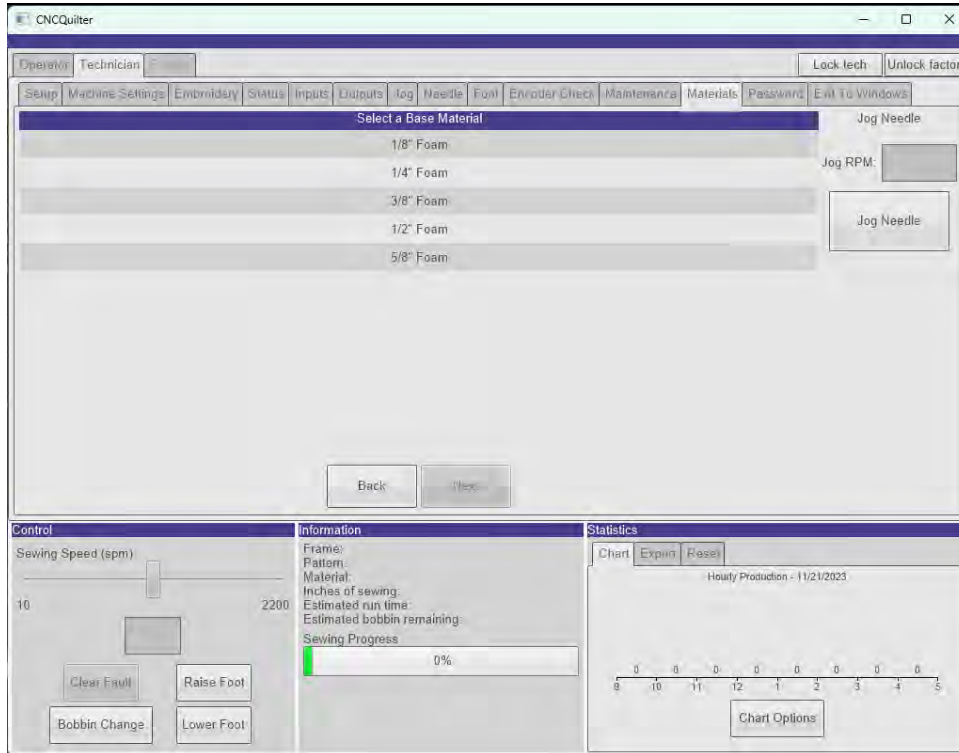 CNCQuilter
Operator Technician
Lock tech Unlock factor
Setup Machine Settings Embroidery Status Inputs Outputs Jog Needle Font Encoder Check Maintenance Materials Password Exit To Windows
Select a Base Material
Jog Needle
1/8" Foam
1/4" Foam
Jog RPM:
3/8" Foam
1/2" Foam
Jog Needle
5/8" Foam
Back Next
Control
Sewing Speed (spm)
10 2200
Clear Fault Raise Foot
Bobbin Change Lower Foot
Information
Frame:
Pattern:
Material:
Inches of sewing:
Estimated run time:
Estimated bobbin remaining:
Sewing Progress
0%
Statistics
Chart Export Reset
Hourly Production - 11/21/2023
0 0 0 0 0 0 0 0
8 10 11 12 1 2 3 4 5
Chart Options